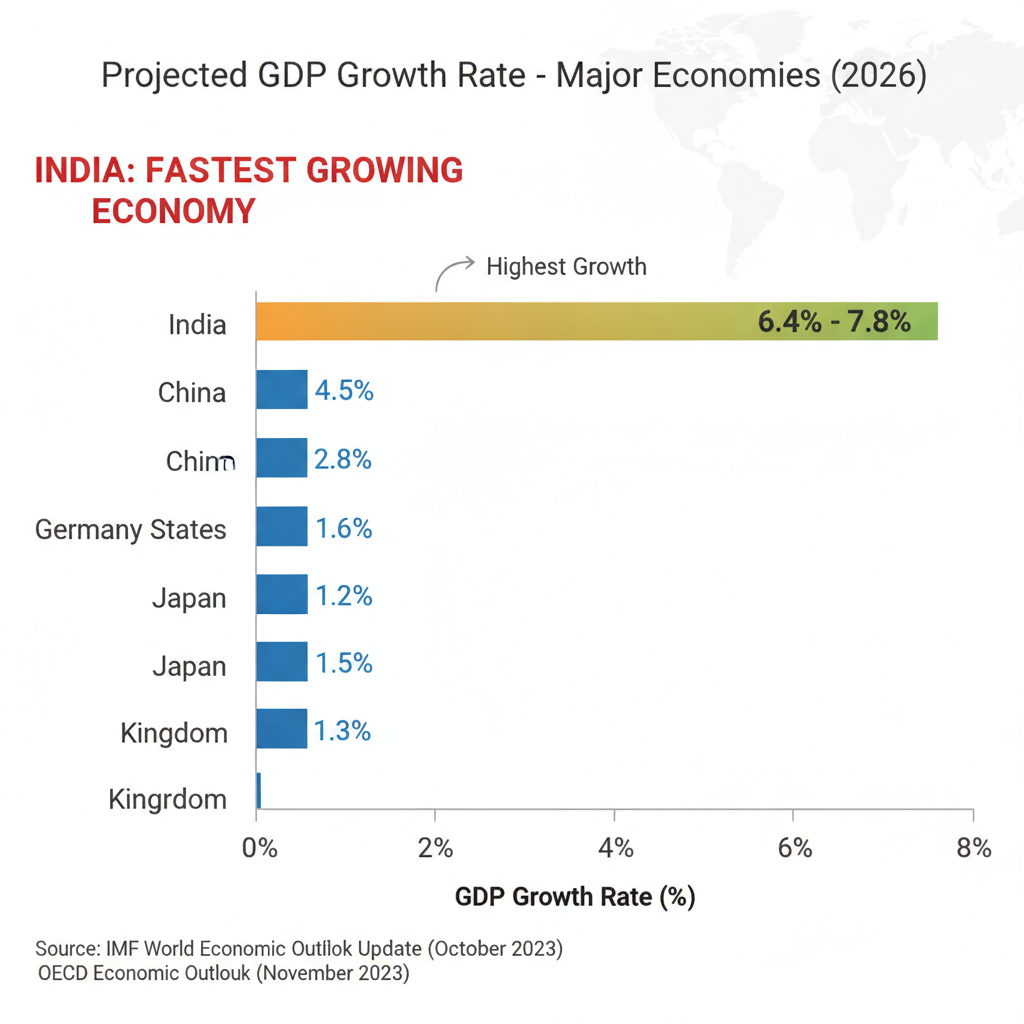 Projected GDP Growth Rate - Major Economies (2026)
INDIA: FASTEST GROWING
ECONOMY
Highest Growth
India 6.4% - 7.8%
China 4.5%
Chim 2.8%
Germany States 1.6%
Japan 1.2%
Japan 1.5%
Kingdom 1.3%
Kingrdom
0% 2% 4% 6% 8%
GDP Growth Rate (%)
Source: IMF World Economic Outllok Update (October 2023)
OECD Economic Outlouk (November 2023)